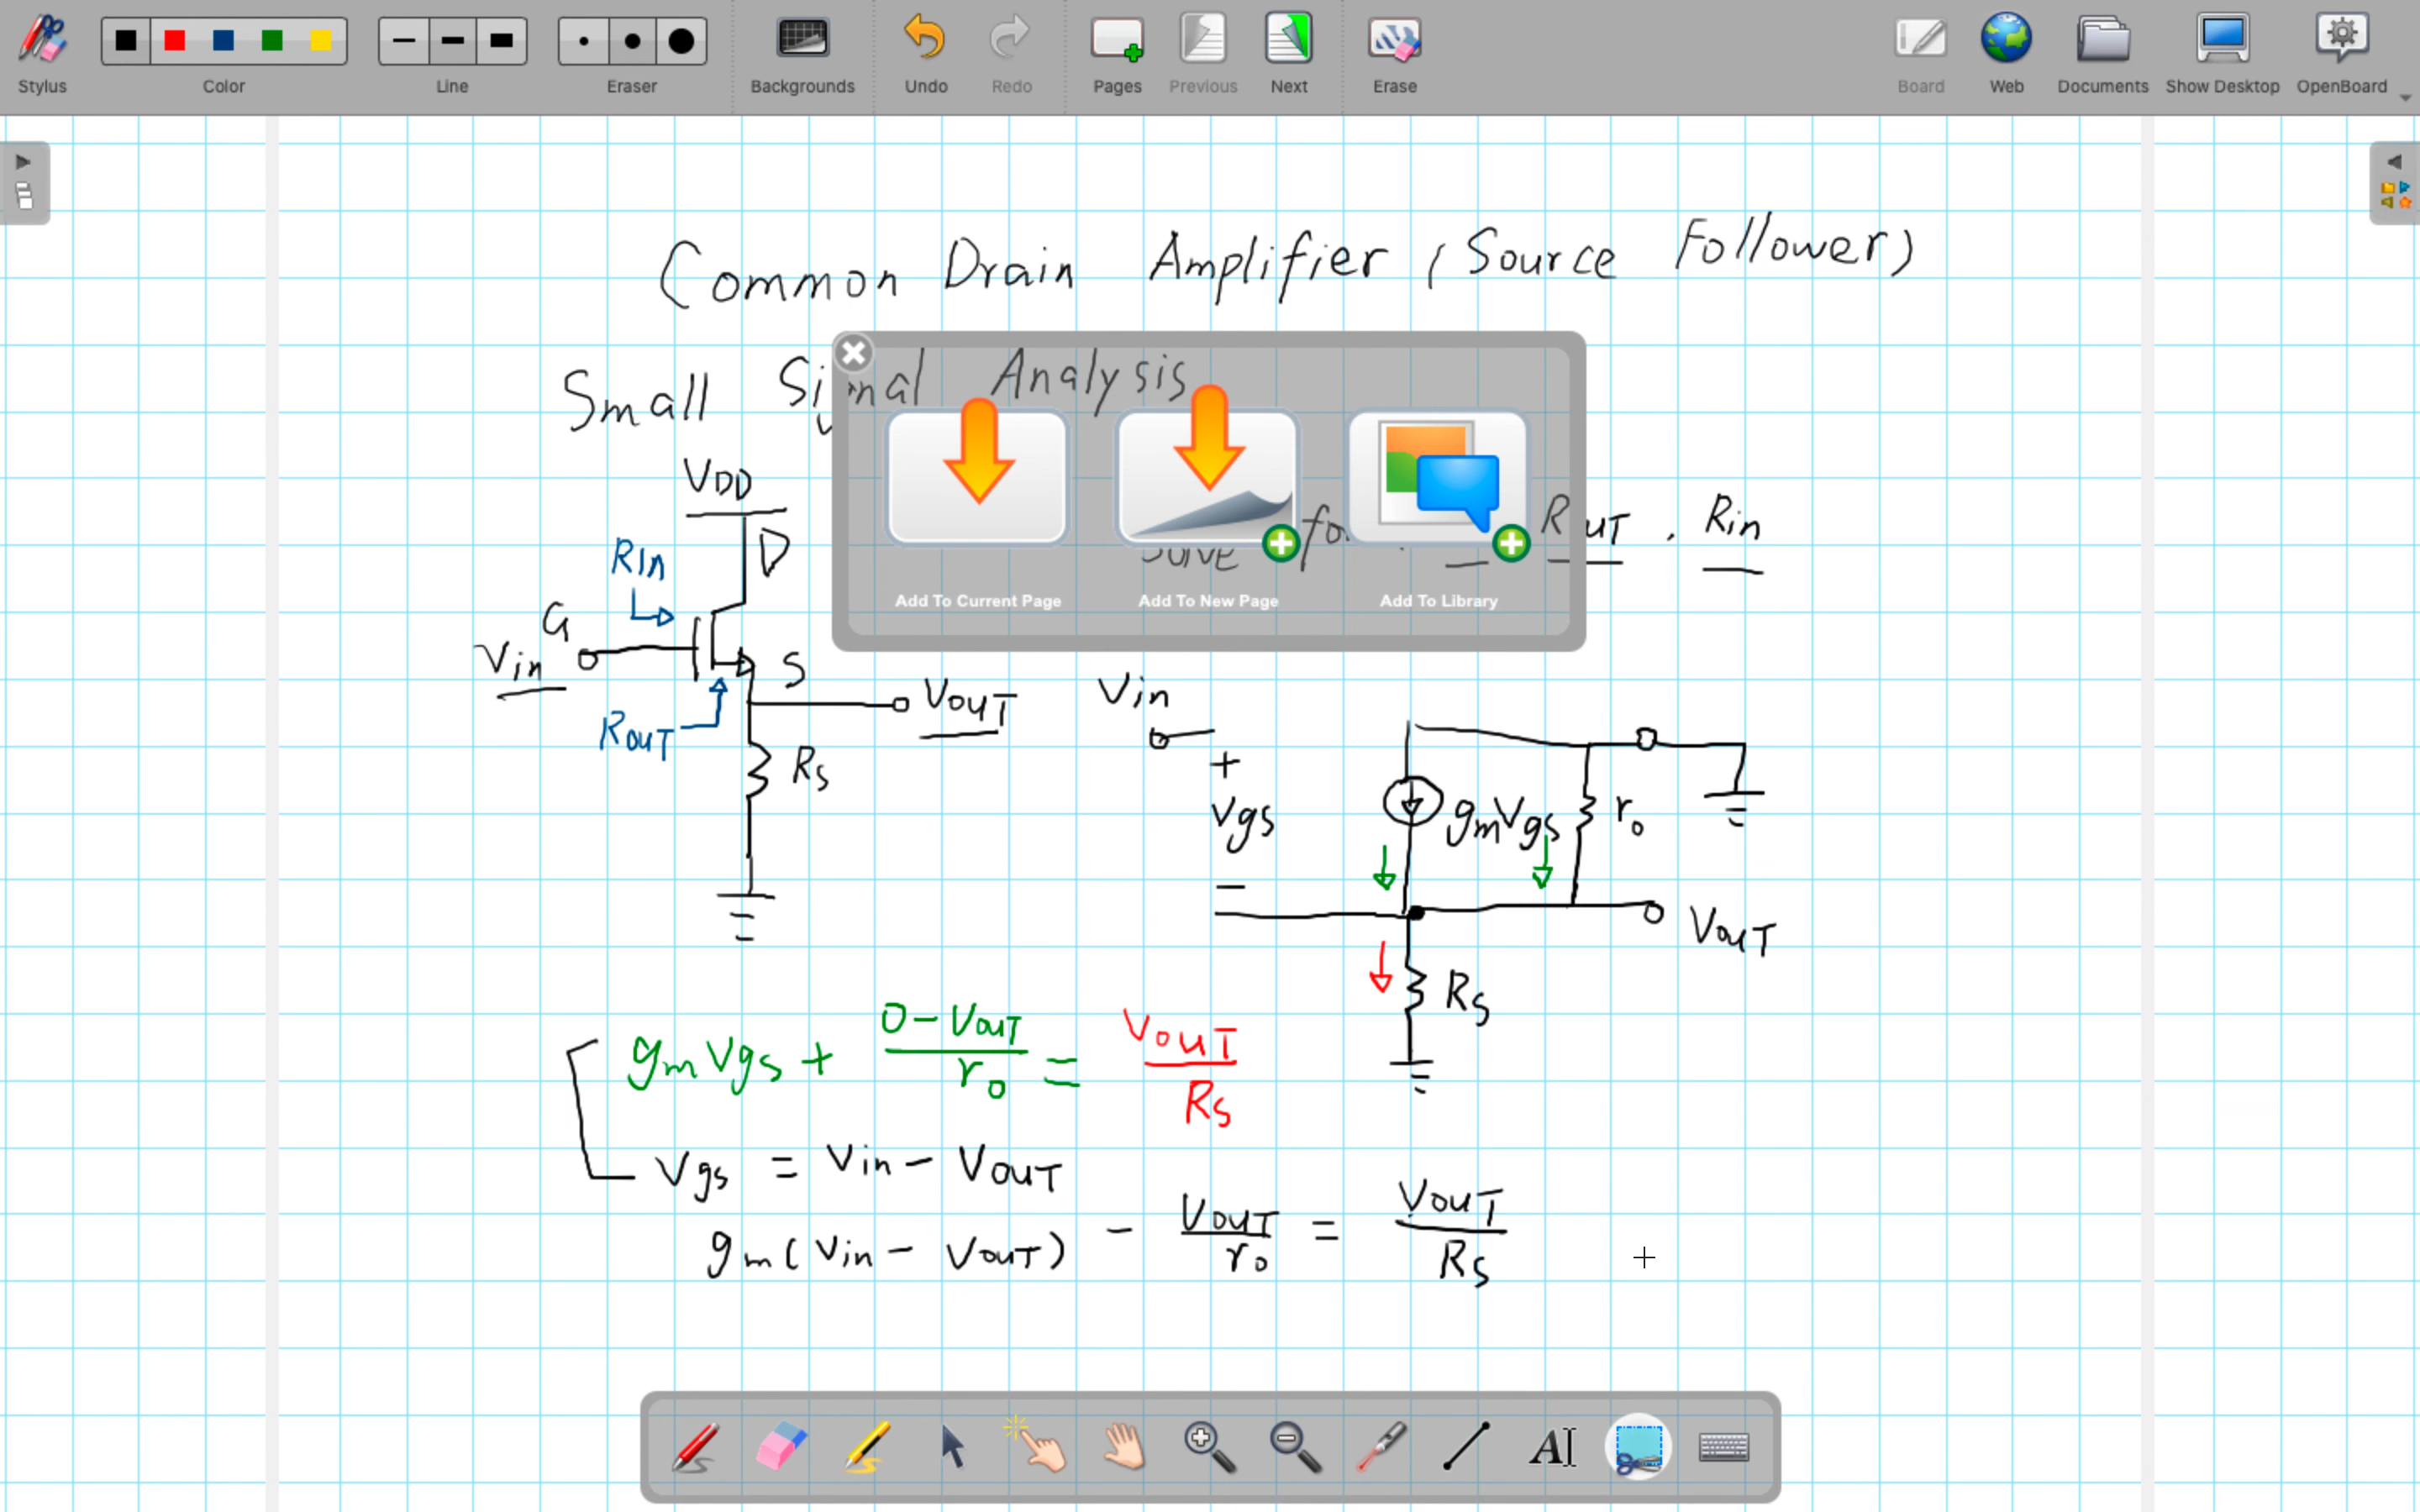 Stylus Color Line Eraser Backgrounds Undo Redo Pages Previous Next Erase Board Web Documents Show Desktop OpenBoard
Common Drain Amplifier (Source Follower)
Small Signal Analysis
VDD
D
RIn
G
Vin
S
VouT
RouT
Rs
Solve for RouT . Rin
Add To Current Page Add To New Page Add To Library
Vin
+
Vgs
−
gmVgs
ro
VouT
Rs
gmVgs + 0 − VouT / ro = VouT / Rs
Vgs = Vin − VouT
gm(Vin − VouT) − VouT / ro = VouT / Rs